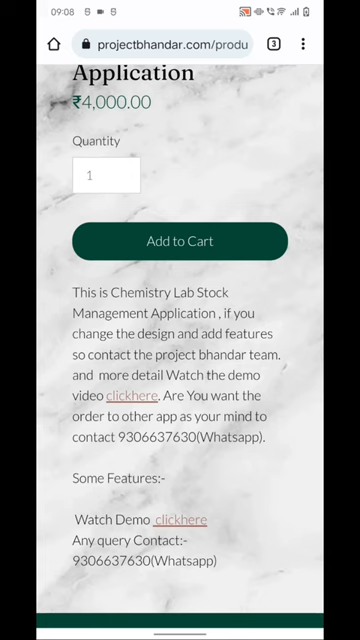 09:08
projectbhandar.com/produ
3
Application
₹4,000.00
Quantity
1
Add to Cart
This is Chemistry Lab Stock
Management Application , if you
change the design and add features
so contact the project bhandar team.
and  more detail Watch the demo
video clickhere. Are You want the
order to other app as your mind to
contact 9306637630(Whatsapp).
Some Features:-
Watch Demo  clickhere
Any query Contact:-
9306637630(Whatsapp)